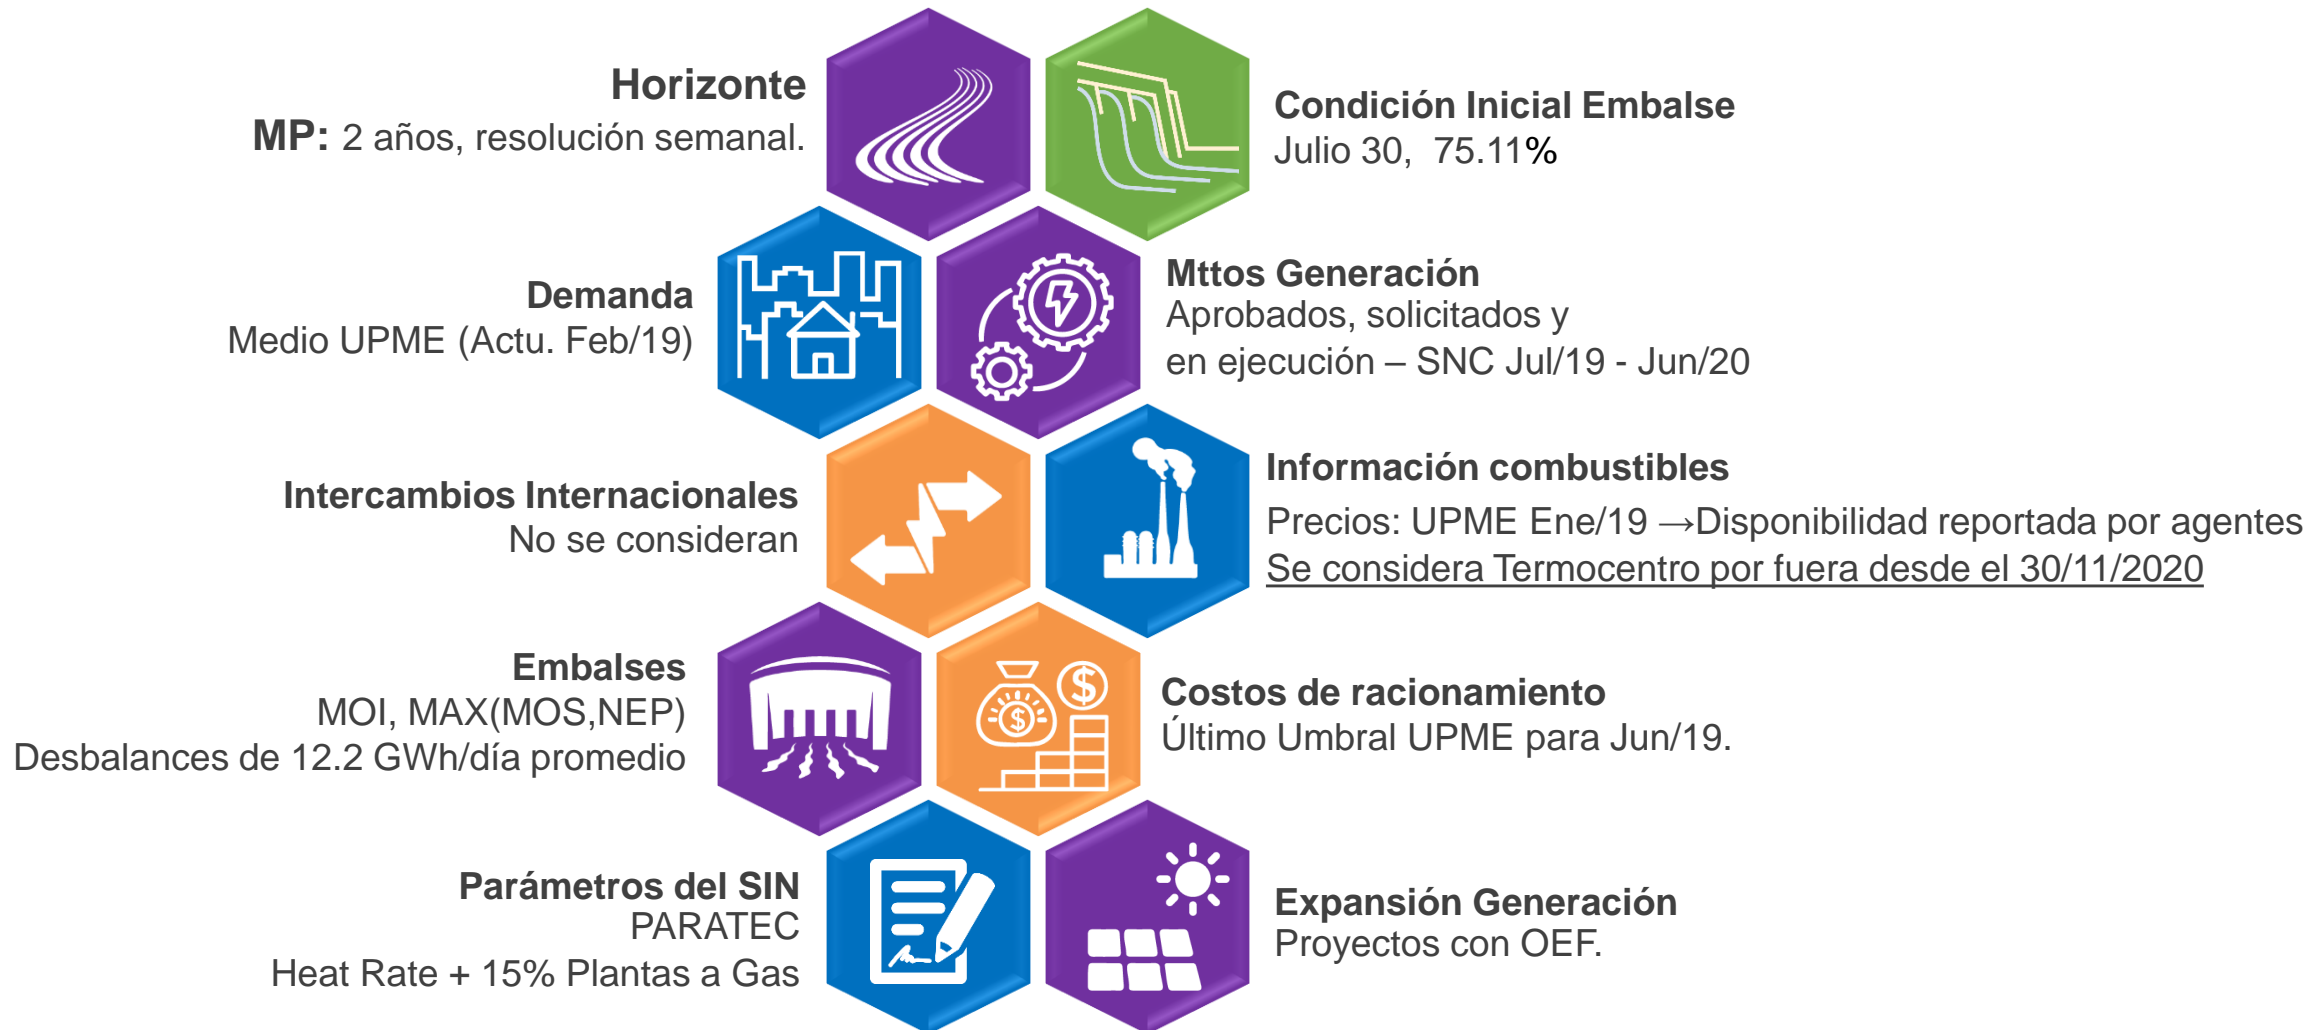 Horizonte
MP: 2 años, resolución semanal.
Condición Inicial Embalse
Julio 30, 75.11%
Demanda
Medio UPME (Actu. Feb/19)
Mttos Generación
Aprobados, solicitados y
en ejecución – SNC Jul/19 - Jun/20
Intercambios Internacionales
No se consideran
Información combustibles
Precios: UPME Ene/19 →Disponibilidad reportada por agentes
Se considera Termocentro por fuera desde el 30/11/2020
Embalses
MOI, MAX(MOS,NEP)
Desbalances de 12.2 GWh/día promedio
$
$
Costos de racionamiento
Último Umbral UPME para Jun/19.
Parámetros del SIN
PARATEC
Heat Rate + 15% Plantas a Gas
Expansión Generación
Proyectos con OEF.